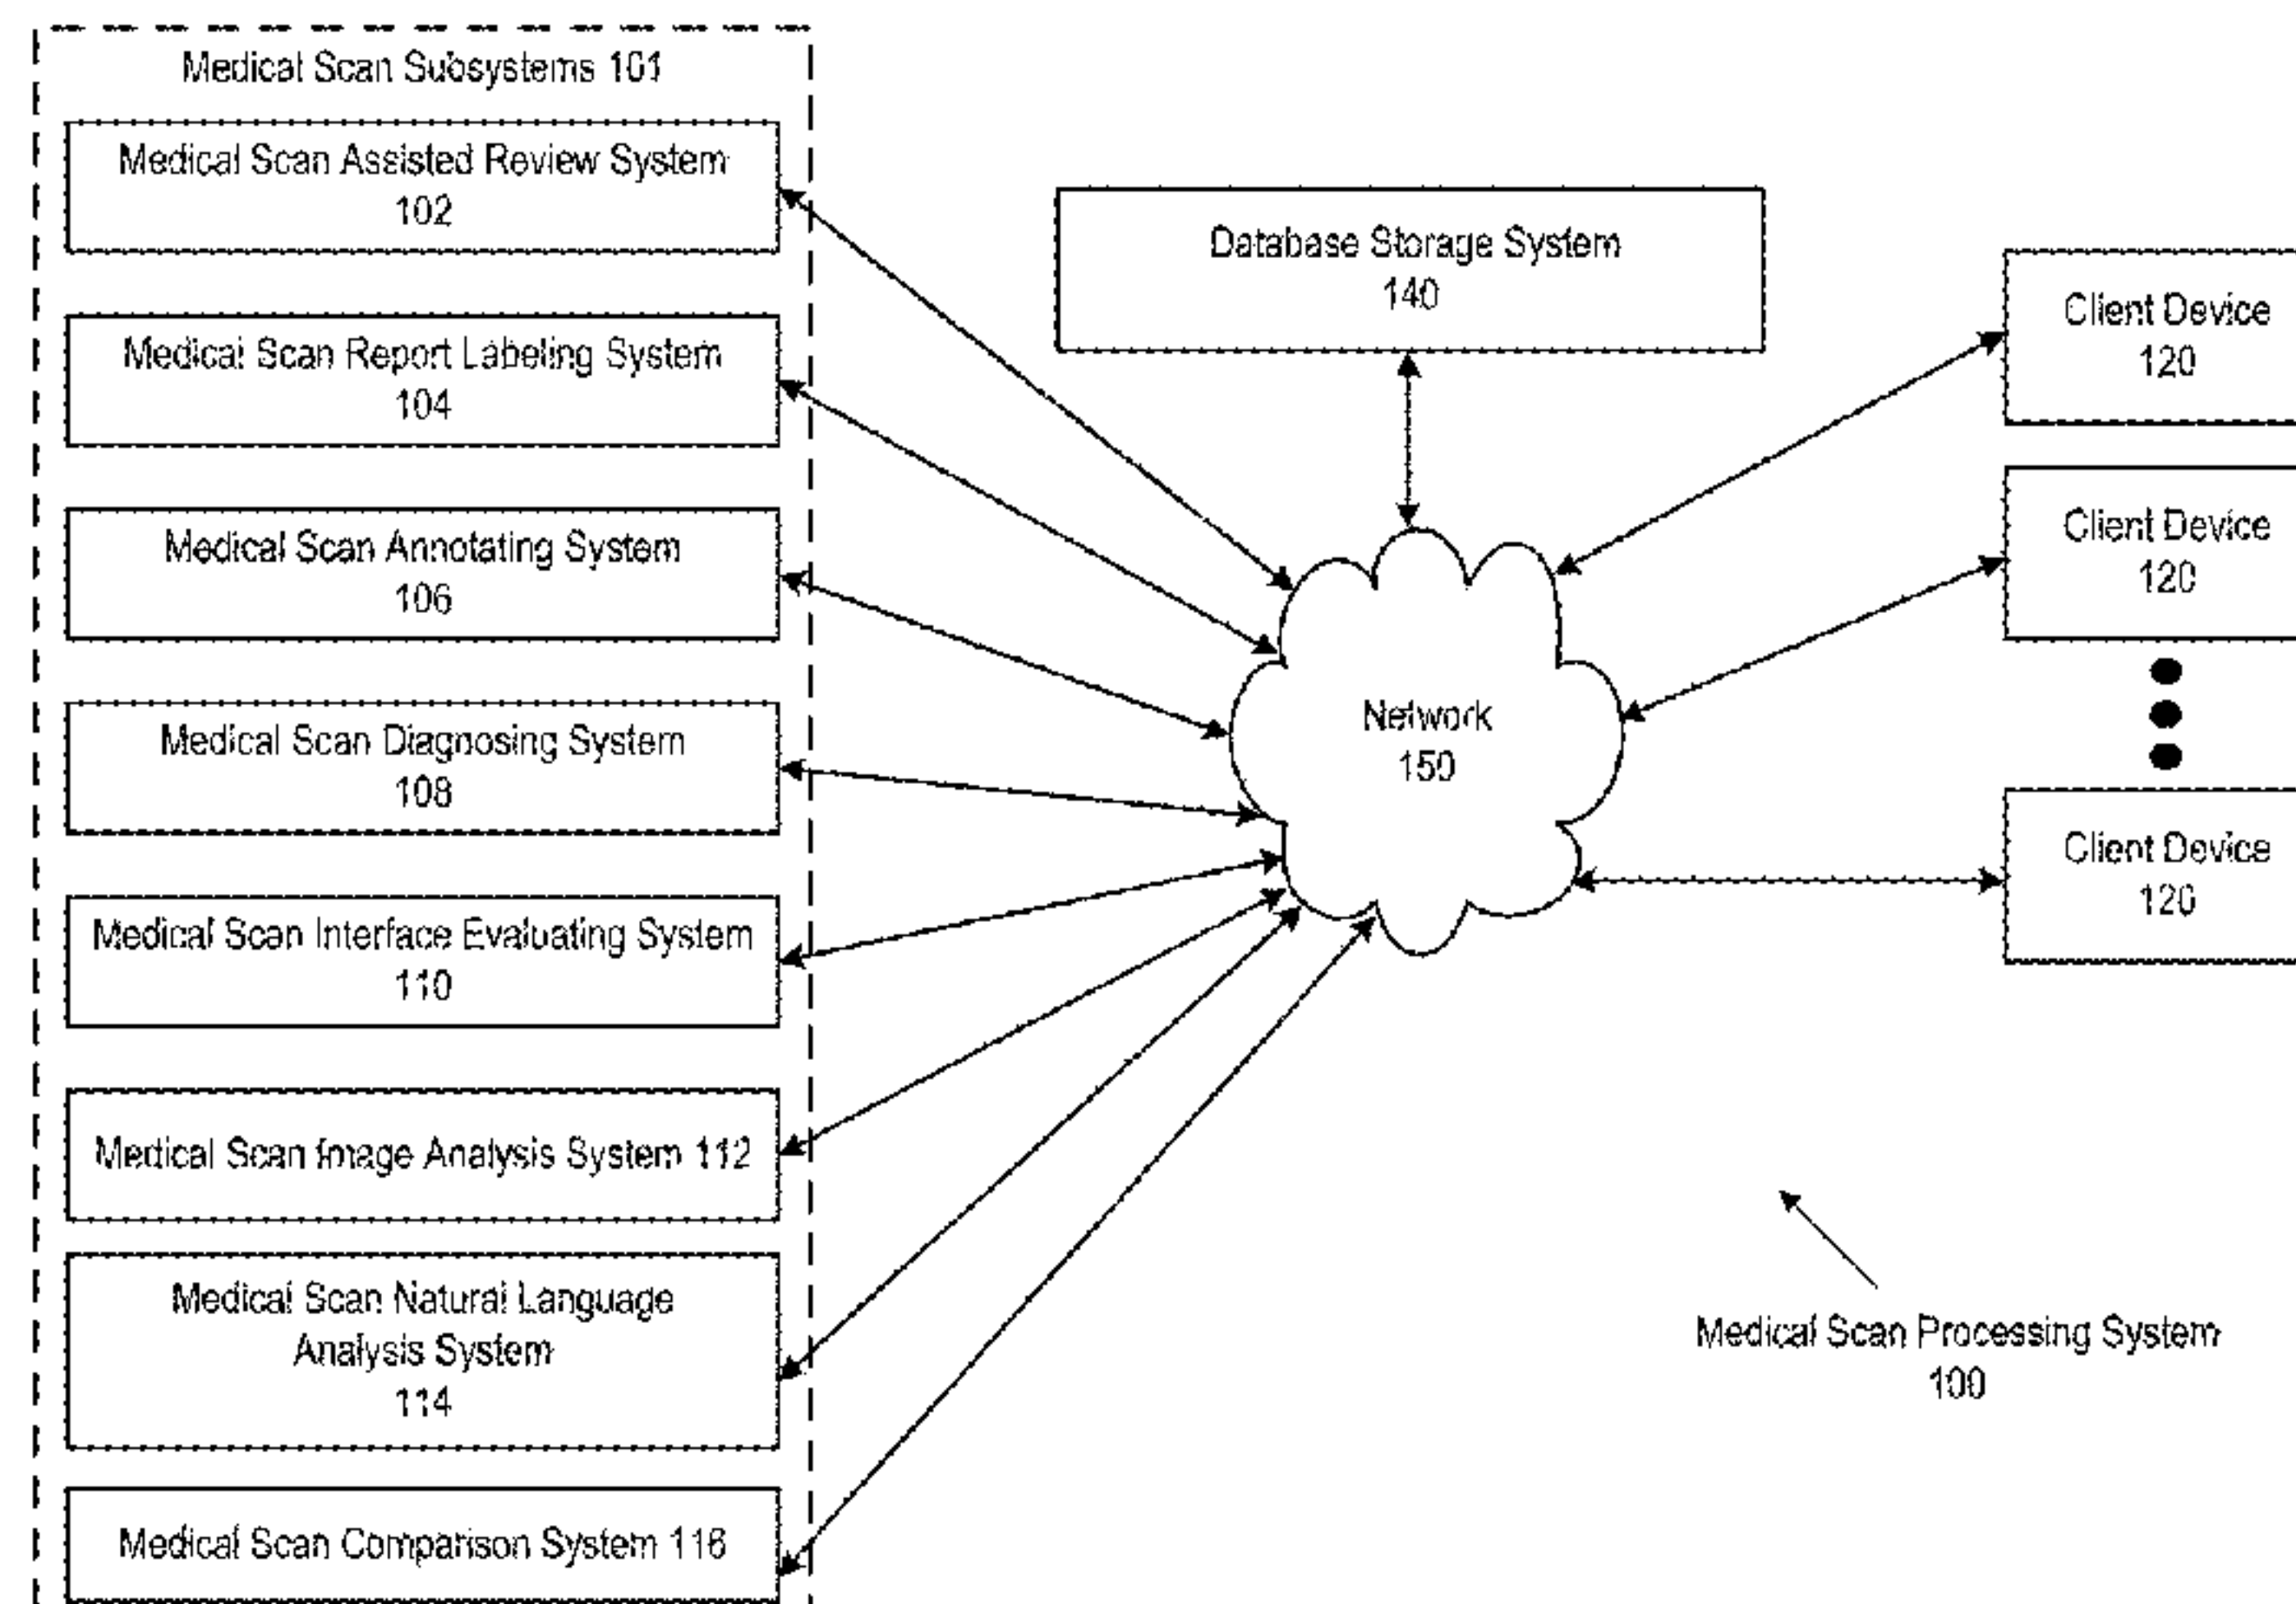 Medical Scan Subsystems 101
Medical Scan Assisted Review System
102
Medical Scan Report Labeling System
104
Medical Scan Annotating System
106
Medical Scan Diagnosing System
108
Medical Scan Interface Evaluating System
110
Medical Scan Image Analysis System 112
Medical Scan Natural Language
Analysis System
114
Medical Scan Comparison System 116
Database Storage System
140
Network
150
Client Device
120
Client Device
120
Client Device
120
Medical Scan Processing System
100